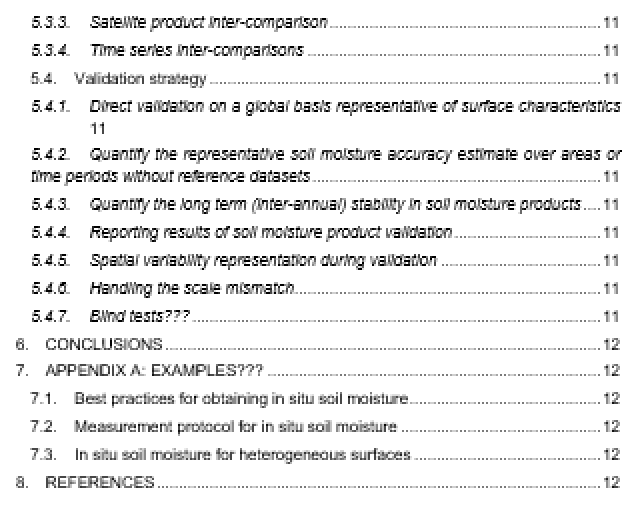 5.3.3. Satellite product inter-comparison 11
5.3.4. Time series inter-comparisons 11
5.4. Validation strategy 11
5.4.1. Direct validation on a global basis representative of surface characteristics
11
5.4.2. Quantify the representative soil moisture accuracy estimate over areas or
time periods without reference datasets 11
5.4.3. Quantify the long term (inter-annual) stability in soil moisture products 11
5.4.4. Reporting results of soil moisture product validation 11
5.4.5. Spatial variability representation during validation 11
5.4.6. Handling the scale mismatch 11
5.4.7. Blind tests??? 11
6. CONCLUSIONS 12
7. APPENDIX A: EXAMPLES??? 12
7.1. Best practices for obtaining in situ soil moisture 12
7.2. Measurement protocol for in situ soil moisture 12
7.3. In situ soil moisture for heterogeneous surfaces 12
8. REFERENCES 12